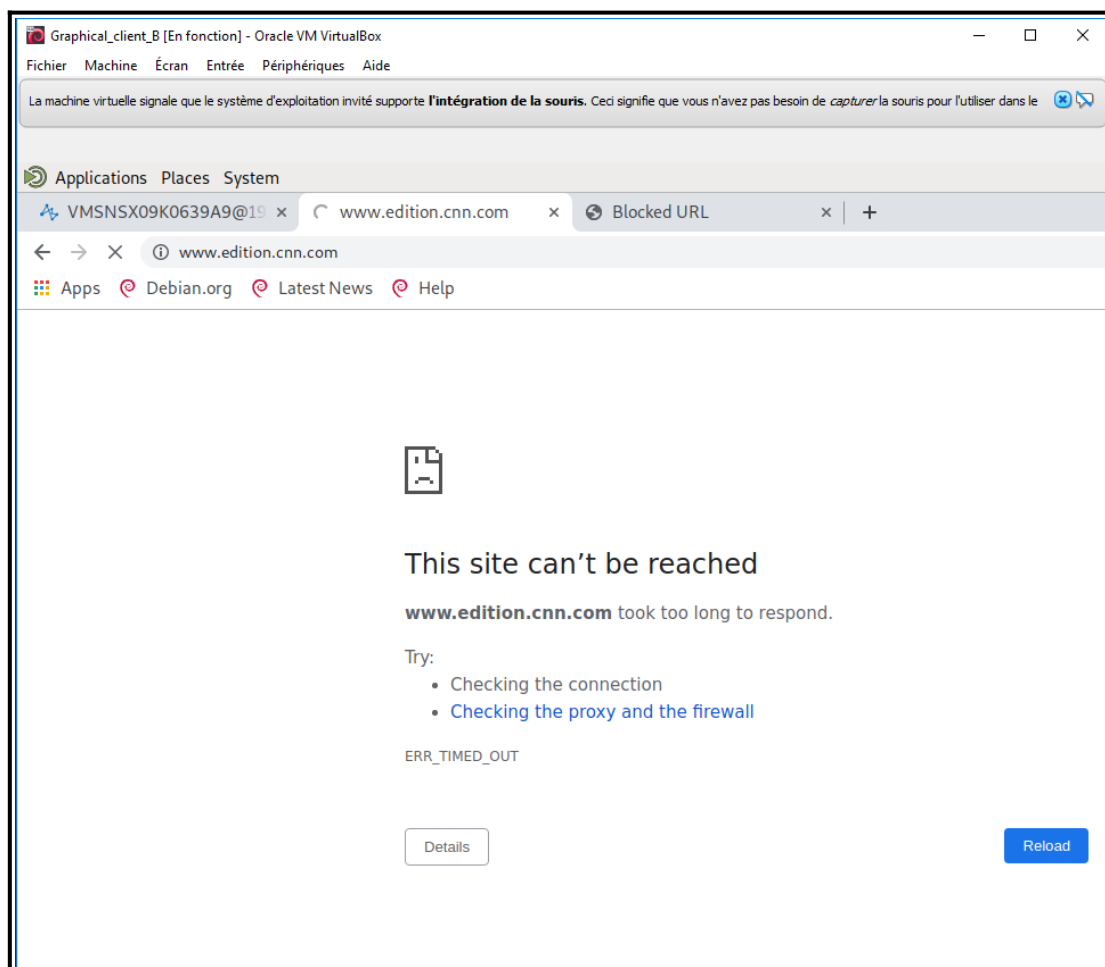 Graphical_client_B [En fonction] - Oracle VM VirtualBox
Fichier Machine Écran Entrée Périphériques Aide
La machine virtuelle signale que le système d'exploitation invité supporte l'intégration de la souris. Ceci signifie que vous n'avez pas besoin de capturer la souris pour l'utiliser dans le
Applications Places System
VMSNSX09K0639A9@19 www.edition.cnn.com Blocked URL
www.edition.cnn.com
Apps Debian.org Latest News Help
This site can't be reached
www.edition.cnn.com took too long to respond.
Try:
• Checking the connection
• Checking the proxy and the firewall
ERR_TIMED_OUT
Details Reload